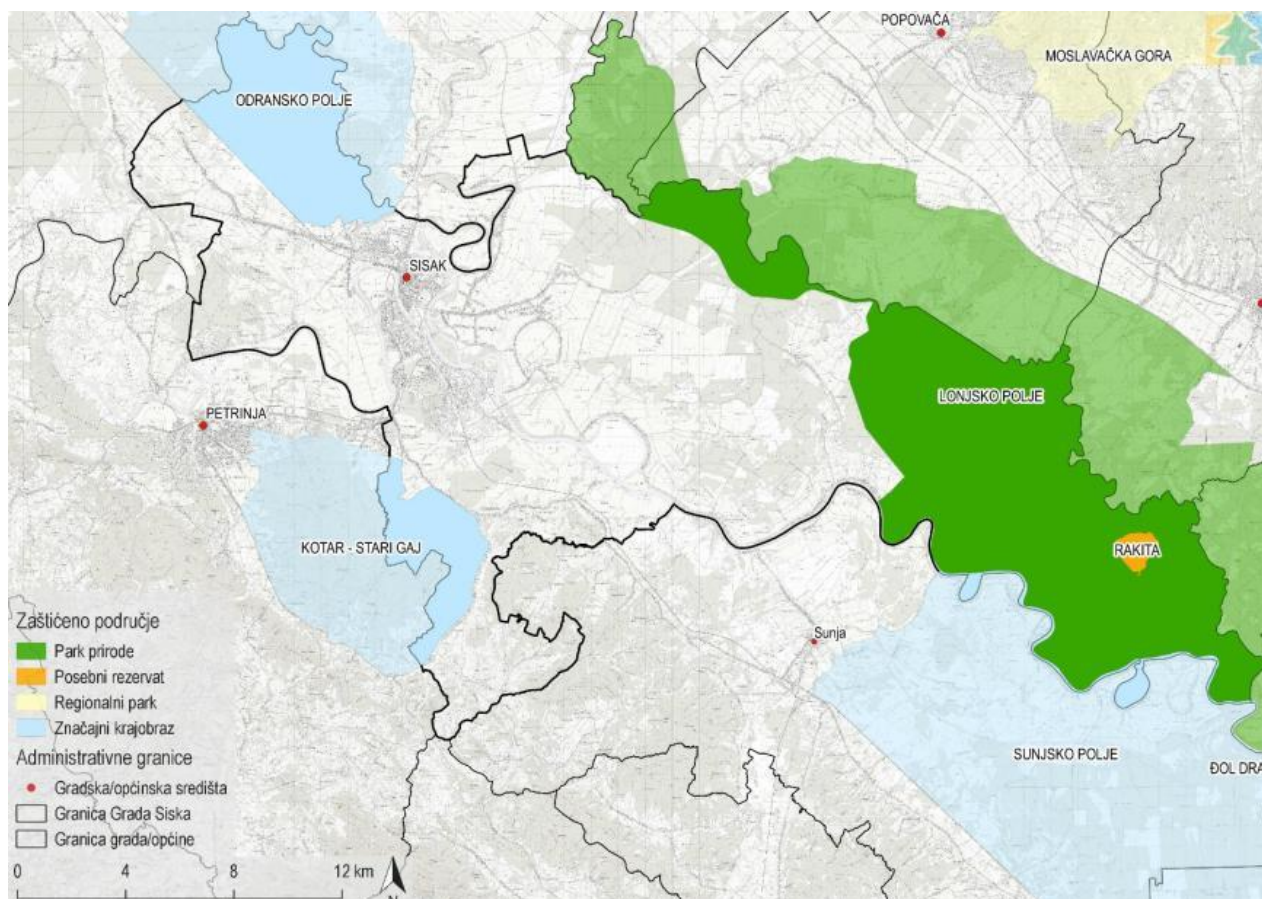 POPOVAČA
MOSLAVAČKA GORA
ODRANSKO POLJE
SISAK
LONJSKO POLJE
PETRINJA
KOTAR - STARI GAJ
RAKITA
Sunja
SUNJSKO POLJE
ĐOL DRA
Zaštićeno područje
Park prirode
Posebni rezervat
Regionalni park
Značajni krajobraz
Administrativne granice
Gradska/općinska središta
Granica Grada Siska
Granica grada/općine
0 4 8 12 km
N